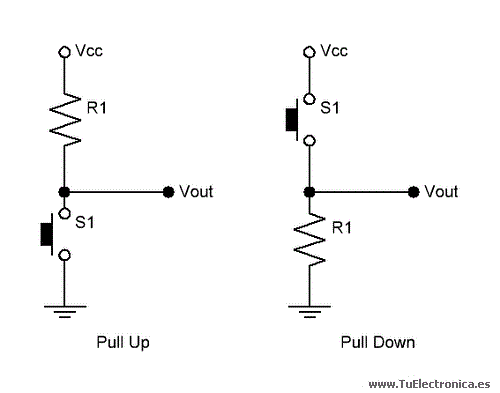 Vcc
R1
Vout
S1
Pull Up
Vcc
S1
Vout
R1
Pull Down
www.TuElectronica.es